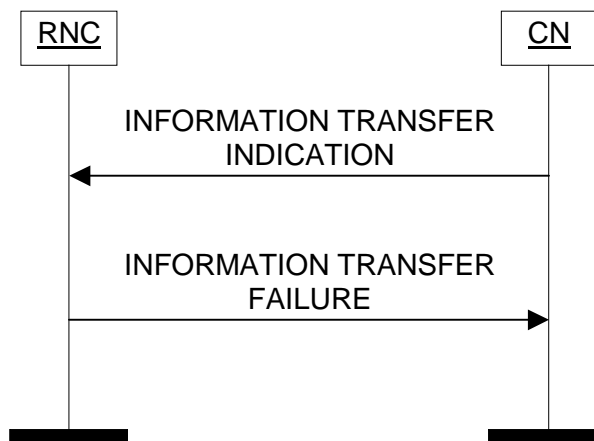 RNC
CN
INFORMATION TRANSFER
INDICATION
INFORMATION TRANSFER
FAILURE